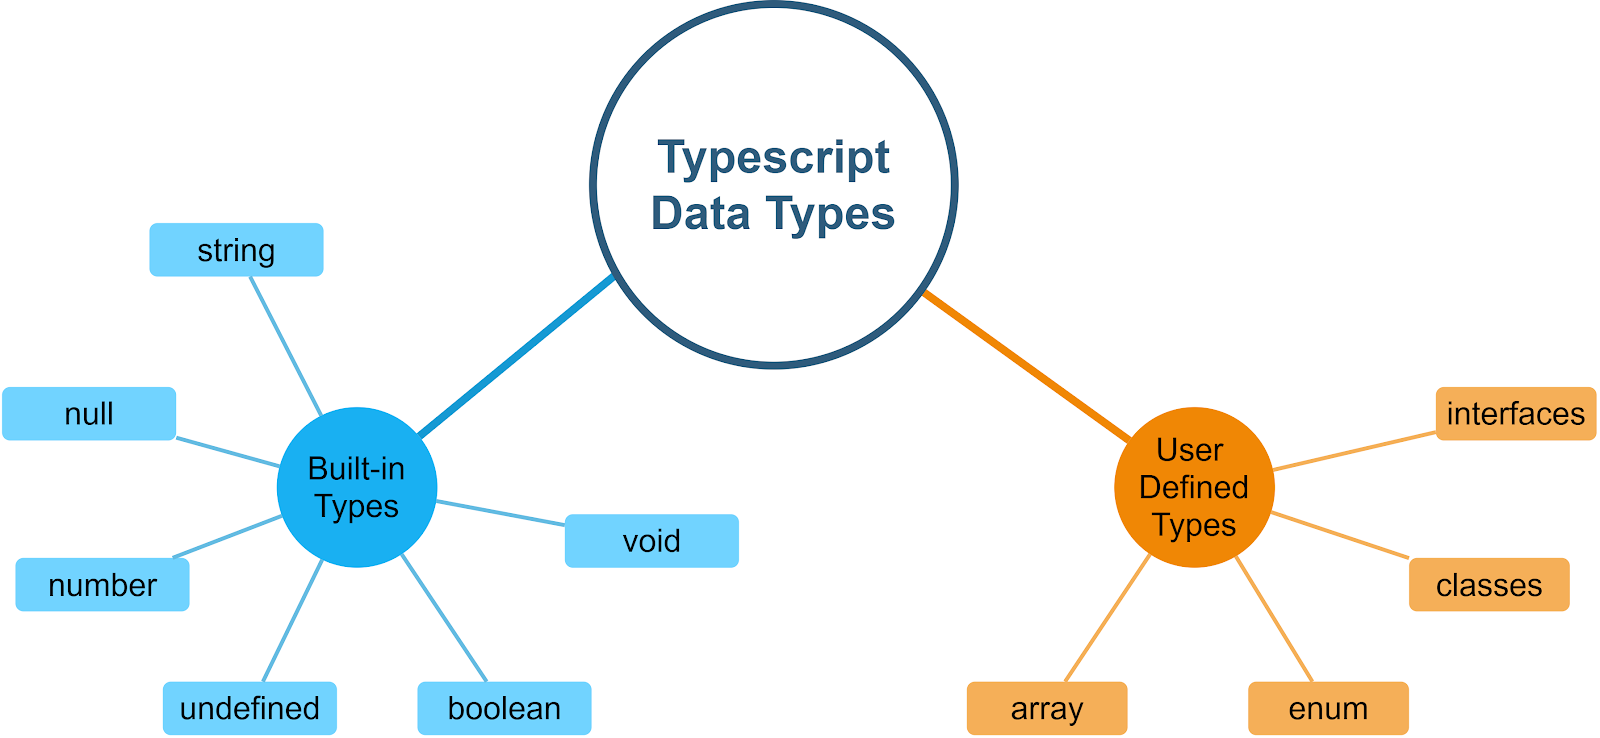 Typescript
Data Types
string
null
Built-in
Types
number
void
undefined
boolean
User
Defined
Types
interfaces
classes
array
enum